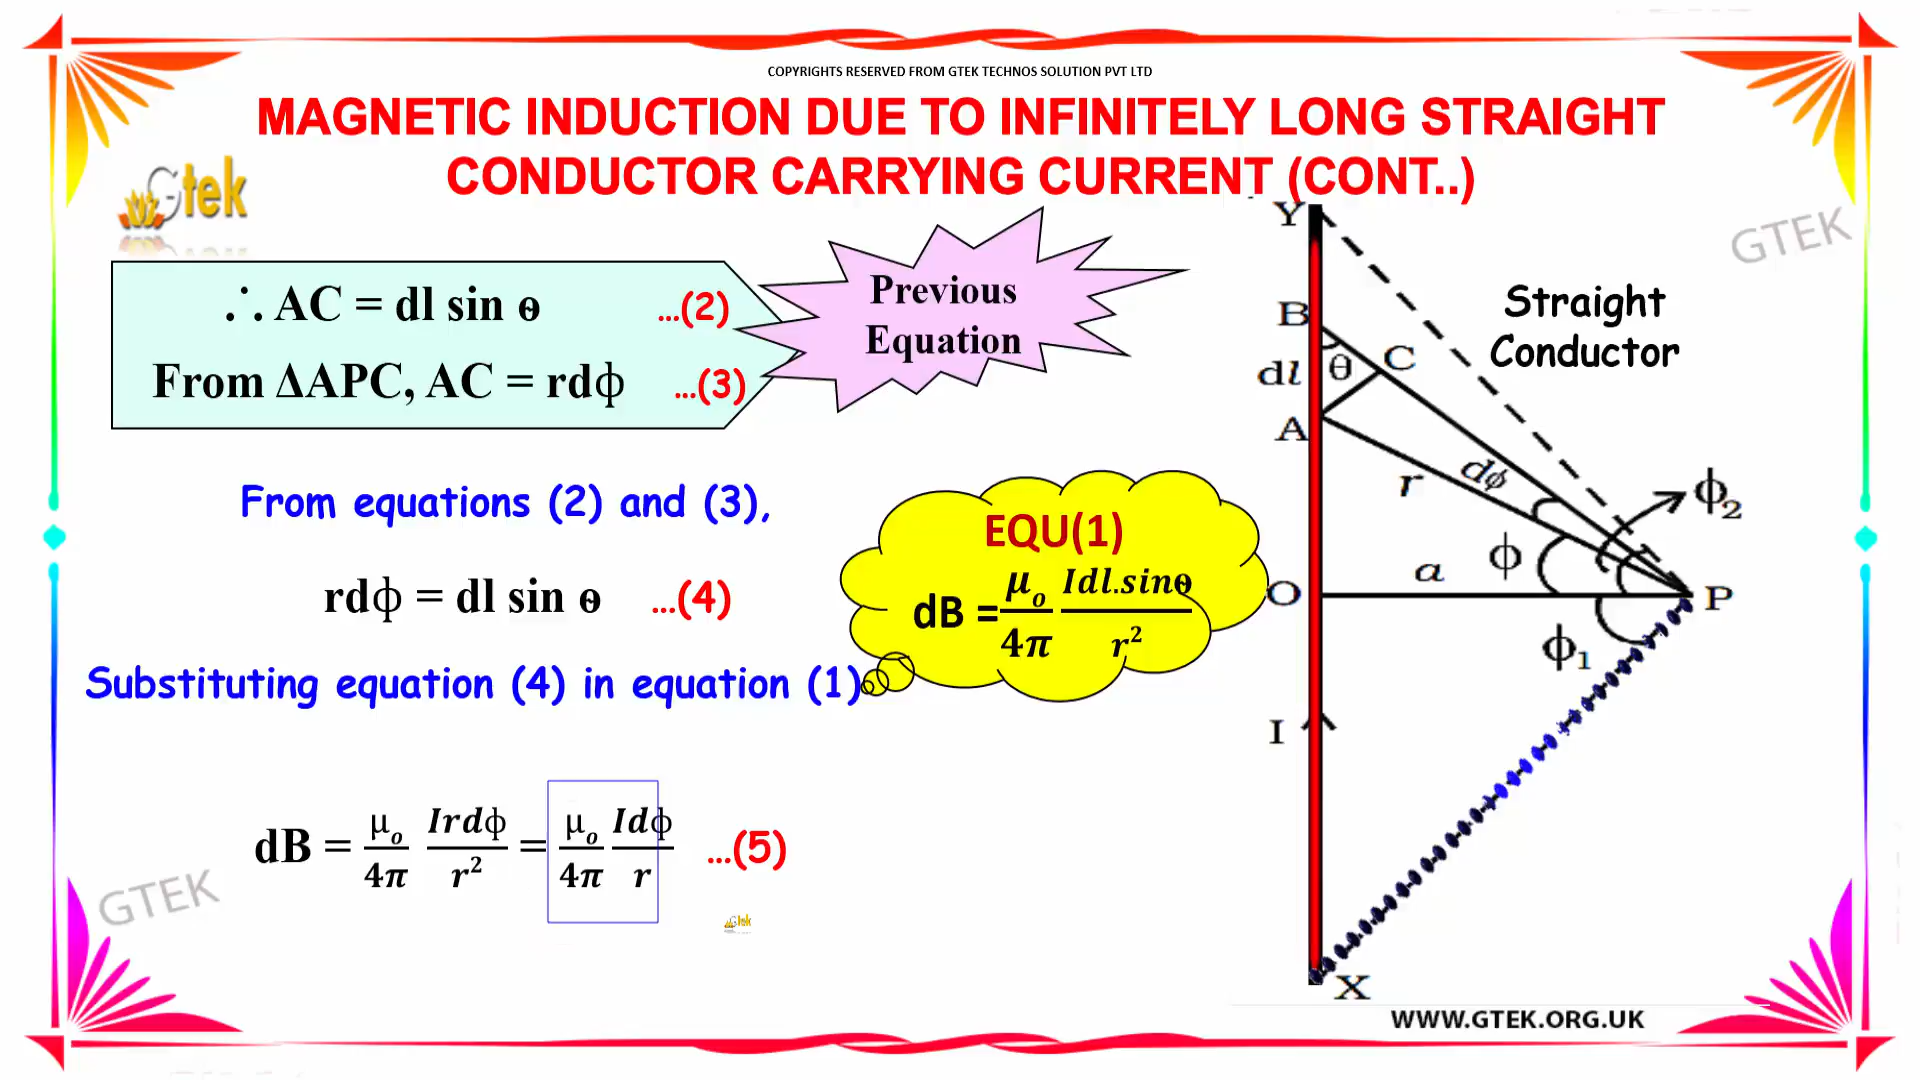 COPYRIGHTS RESERVED FROM GTEK TECHNOS SOLUTION PVT LTD
MAGNETIC INDUCTION DUE TO INFINITELY LONG STRAIGHT
CONDUCTOR CARRYING CURRENT (CONT..)
Gtek
GTEK
∴ AC = dl sin ɵ ...(2)
From ΔAPC, AC = rdϕ ...(3)
Previous
Equation
From equations (2) and (3),
rdϕ = dl sin ɵ ...(4)
Substituting equation (4) in equation (1)
EQU(1)
dB = μₒ/4π Idl.sinɵ/r²
dB = μₒ/4π Irdϕ/r² = μₒ/4π Idϕ/r ...(5)
Gtek
GTEK
Straight
Conductor
Y
B
C
dl
θ
A
r
dϕ
ϕ₂
ϕ
a
O
P
ϕ₁
I
X
WWW.GTEK.ORG.UK